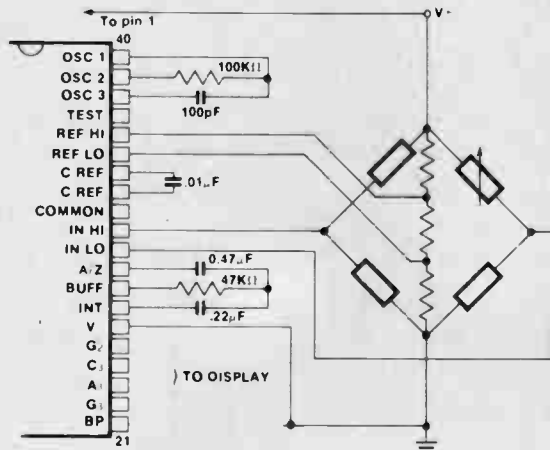 To pin 1
V-
40
OSC 1
OSC 2
100KΩ
OSC 3
100pF
TEST
REF HI
REF LO
C REF
.01µF
C REF
COMMON
IN HI
IN LO
A/Z
0.47µF
BUFF
47KΩ
INT
.22µF
V
G2
C3
A3
) TO DISPLAY
G3
BP
21